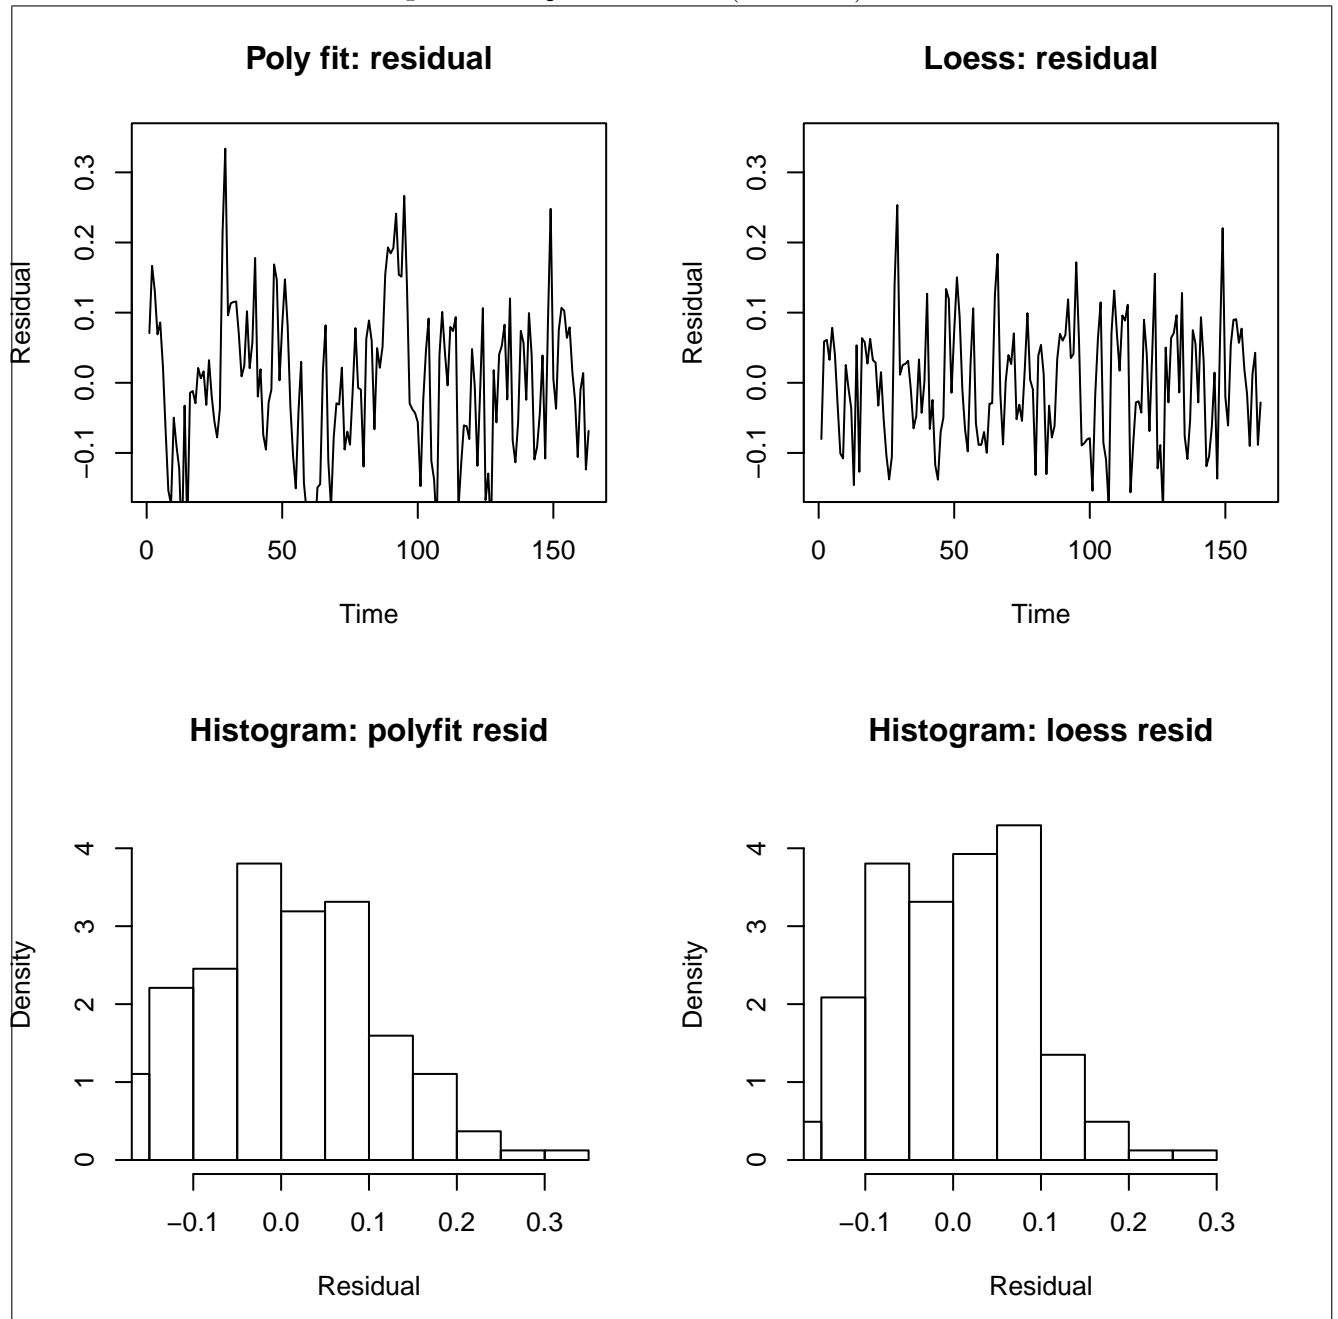 Poly fit: residual
Residual
0.3
0.2
0.1
0.0
−0.1
0 50 100 150
Time
Loess: residual
Residual
0.3
0.2
0.1
0.0
−0.1
0 50 100 150
Time
Histogram: polyfit resid
Density
4
3
2
1
0
−0.1 0.0 0.1 0.2 0.3
Residual
Histogram: loess resid
Density
4
3
2
1
0
−0.1 0.0 0.1 0.2 0.3
Residual